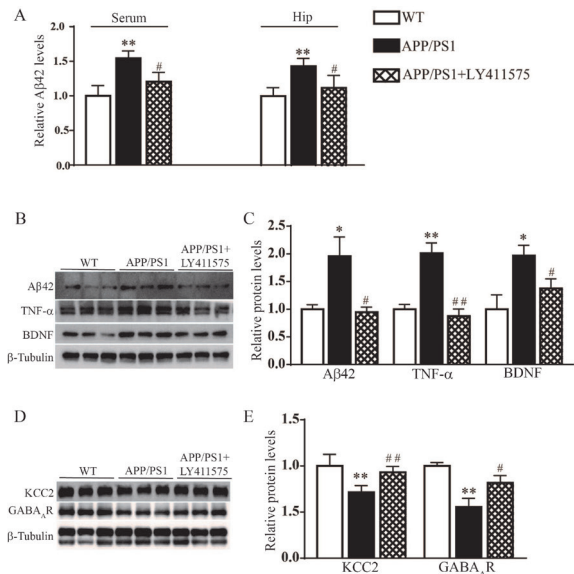 A
Serum
Hip
WT
APP/PS1
APP/PS1+LY411575
Relative Aβ42 levels
2.0
1.5
1.0
0.5
0.0
**
#
**
#
B
WT
APP/PS1
APP/PS1+
LY411575
Aβ42
TNF-α
BDNF
β-Tubulin
C
Relative protein levels
2.5
2.0
1.5
1.0
0.5
0.0
*
#
**
##
*
#
Aβ42
TNF-α
BDNF
D
WT
APP/PS1
APP/PS1+
LY411575
KCC2
GABA_AR
β-Tubulin
E
Relative protein levels
1.5
1.0
1.5
0.0
**
##
**
#
KCC2
GABA_AR